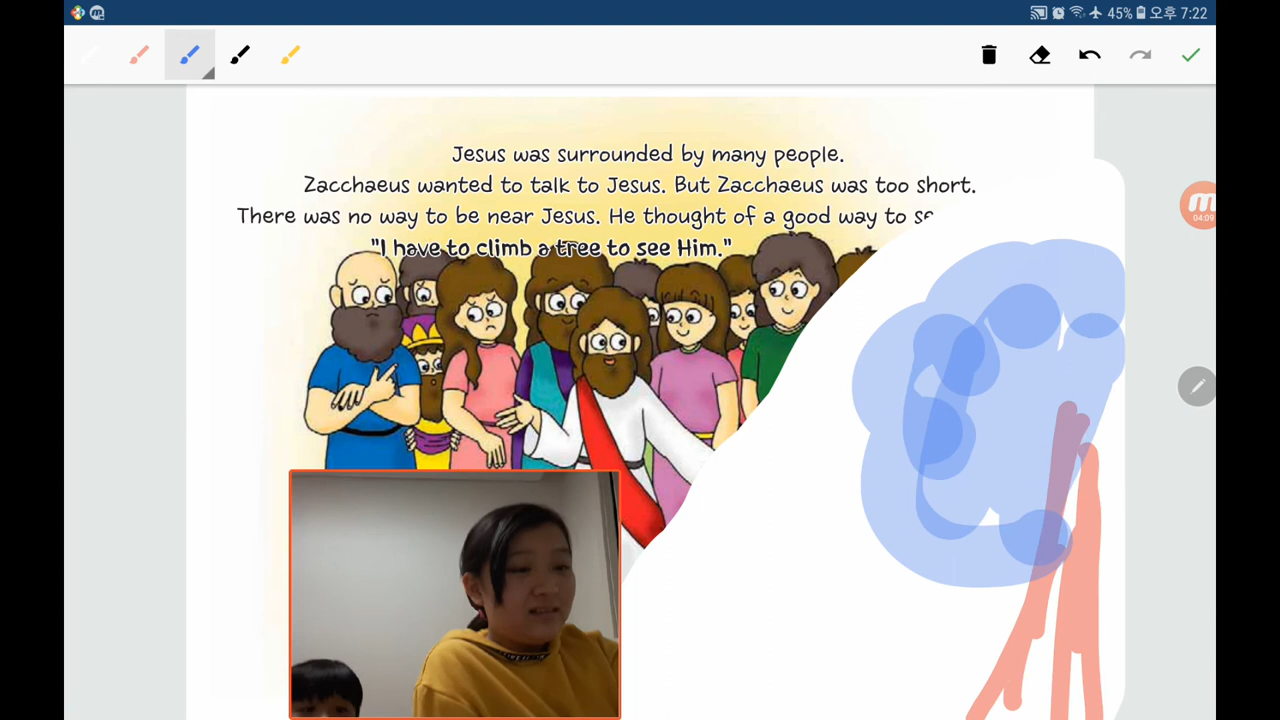 45% 오후 7:22
Jesus was surrounded by many people.
Zacchaeus wanted to talk to Jesus. But Zacchaeus was too short.
There was no way to be near Jesus. He thought of a good way to
"I have to climb a tree to see Him."
04:09